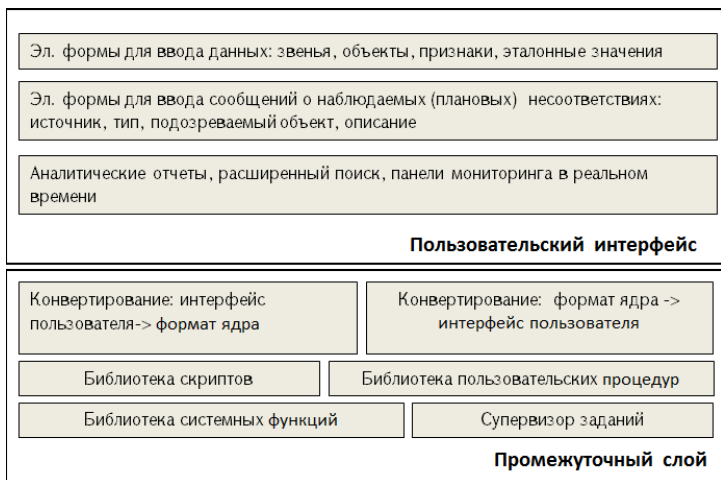 Эл. формы для ввода данных: звенья, объекты, признаки, эталонные значения
Эл. формы для ввода сообщений о наблюдаемых (плановых) несоответствиях:
источник, тип, подозреваемый объект, описание
Аналитические отчеты, расширенный поиск, панели мониторинга в реальном
времени
Пользовательский интерфейс
Конвертирование: интерфейс
пользователя-> формат ядра
Конвертирование: формат ядра ->
интерфейс пользователя
Библиотека скриптов
Библиотека пользовательских процедур
Библиотека системных функций
Супервизор заданий
Промежуточный слой